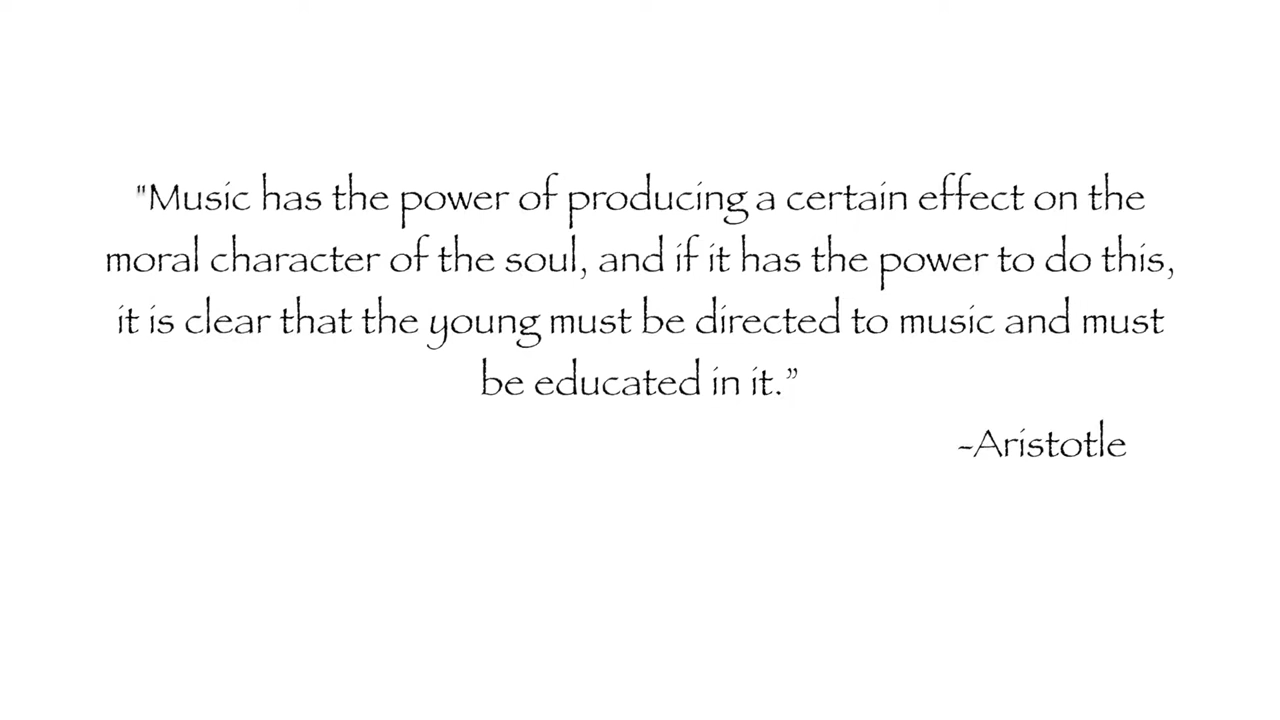 "Music has the power of producing a certain effect on the
moral character of the soul, and if it has the power to do this,
it is clear that the young must be directed to music and must
be educated in it.”
-Aristotle